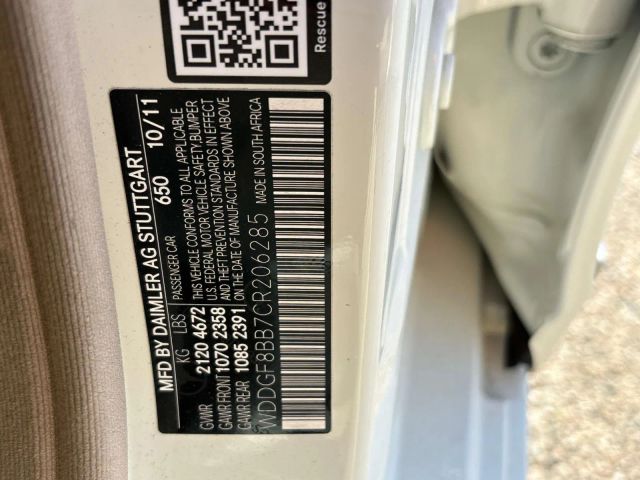 Rescue
MFD BY DAIMLER AG STUTTGART
650 10/11
KG LBS PASSENGER CAR
GVWR 2120 4672 THIS VEHICLE CONFORMS TO ALL APPLICABLE
GAWR FRONT 1070 2358 U.S. FEDERAL MOTOR VEHICLE SAFETY, BUMPER
GAWR REAR 1085 2391 AND THEFT PREVENTION STANDARDS IN EFFECT
ON THE DATE OF MANUFACTURE SHOWN ABOVE
WDDGF8BB7CR206285 MADE IN SOUTH AFRICA